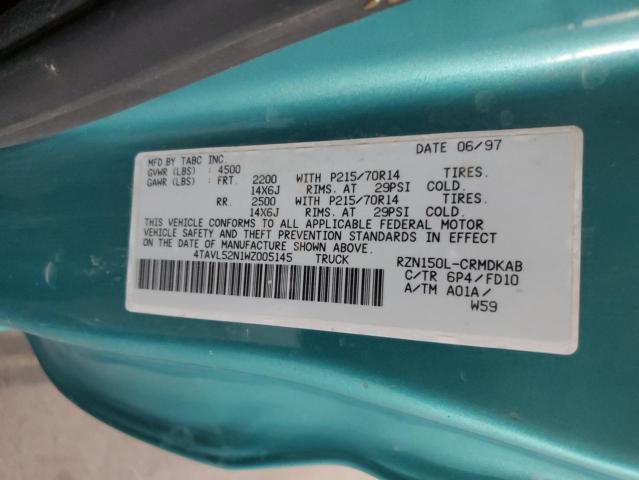 DATE 06/97
MFD BY TABC INC.
GVWR (LBS) : 4500
GAWR (LBS) : FRT. 2200 WITH P215/70R14 TIRES.
14X6J RIMS. AT 29PSI COLD.
RR. 2500 WITH P215/70R14 TIRES.
14X6J RIMS. AT 29PSI COLD.
THIS VEHICLE CONFORMS TO ALL APPLICABLE FEDERAL MOTOR
VEHICLE SAFETY AND THEFT PREVENTION STANDARDS IN EFFECT
ON THE DATE OF MANUFACTURE SHOWN ABOVE.
4TAVL52N1WZ005145 TRUCK RZN150L-CRMDKAB
C/TR 6P4/FD10
A/TM A01A/
W59